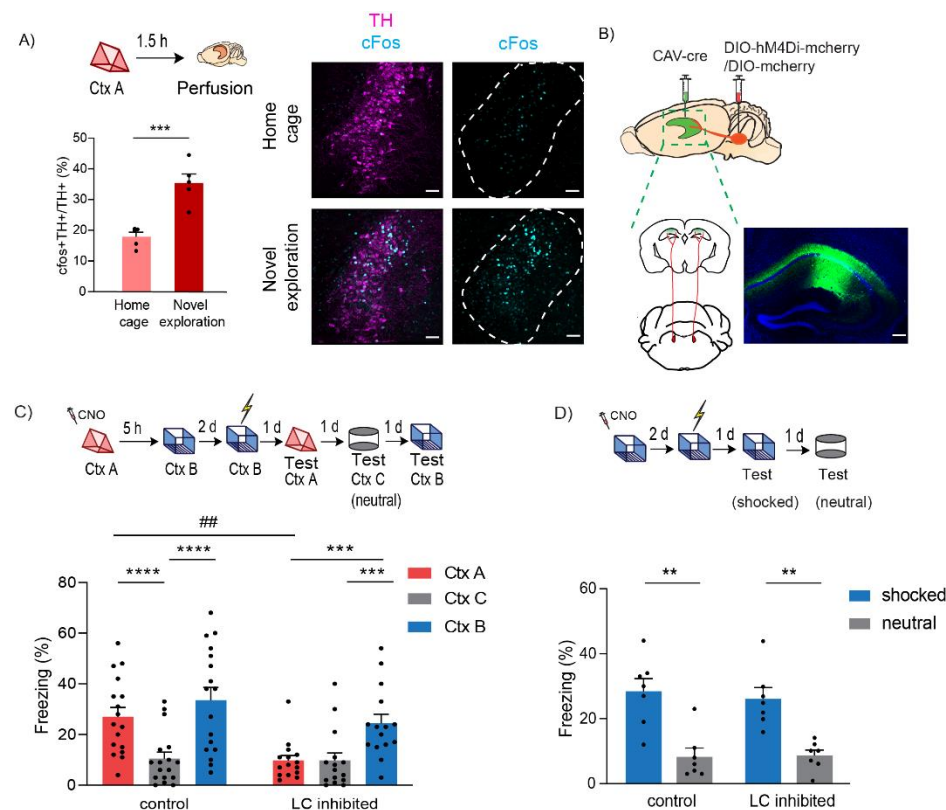 A)
1.5 h
Ctx A
Perfusion
***
cfos+TH+/TH+ (%)
50
40
30
20
10
0
Home
cage
Novel
exploration
TH
cFos
cFos
Home
cage
Novel
exploration
B)
CAV-cre
DIO-hM4Di-mcherry
/DIO-mcherry
C)
CNO
5 h
2 d
1 d
1 d
1 d
Ctx A
Ctx B
Ctx B
Test
Ctx A
Test
Ctx C
(neutral)
Test
Ctx B
##
****
****
***
***
Ctx A
Ctx C
Ctx B
Freezing (%)
80
60
40
20
0
control
LC inhibited
D)
CNO
2 d
1 d
1 d
Test
(shocked)
Test
(neutral)
**
**
shocked
neutral
Freezing (%)
60
40
20
0
control
LC inhibited